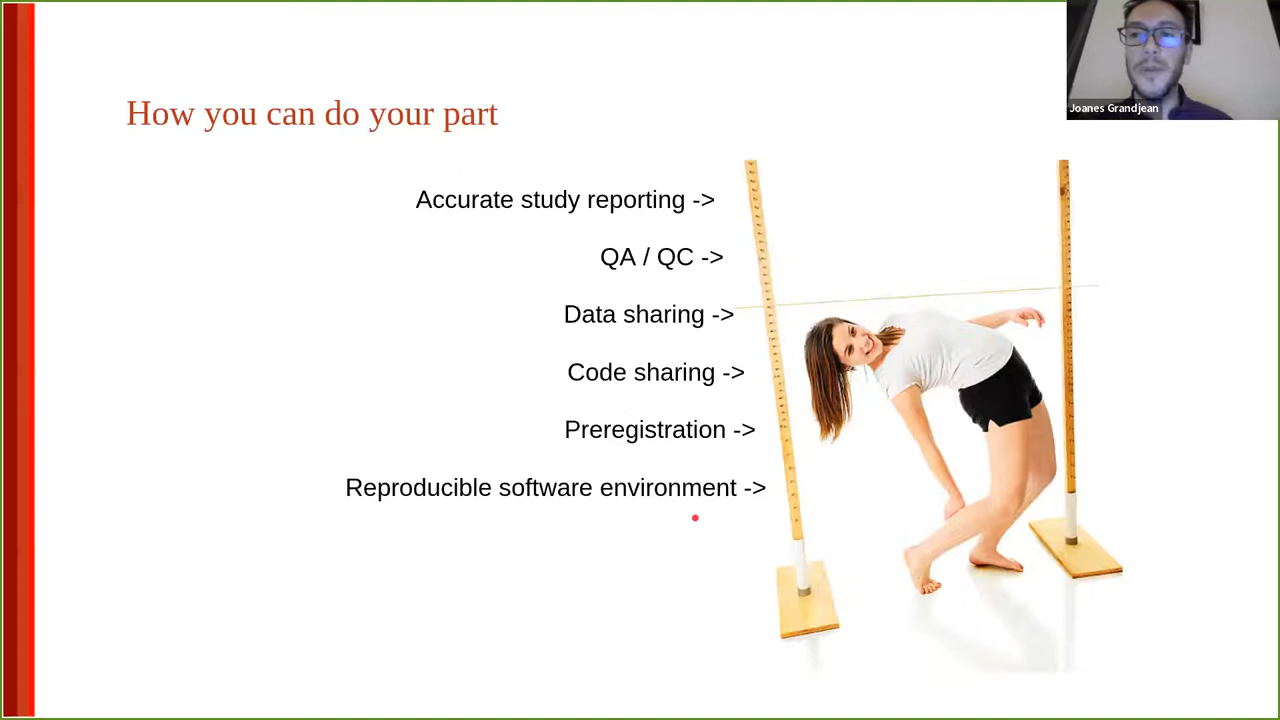 How you can do your part
Joanes Grandjean
Accurate study reporting ->
QA / QC ->
Data sharing ->
Code sharing ->
Preregistration ->
Reproducible software environment ->